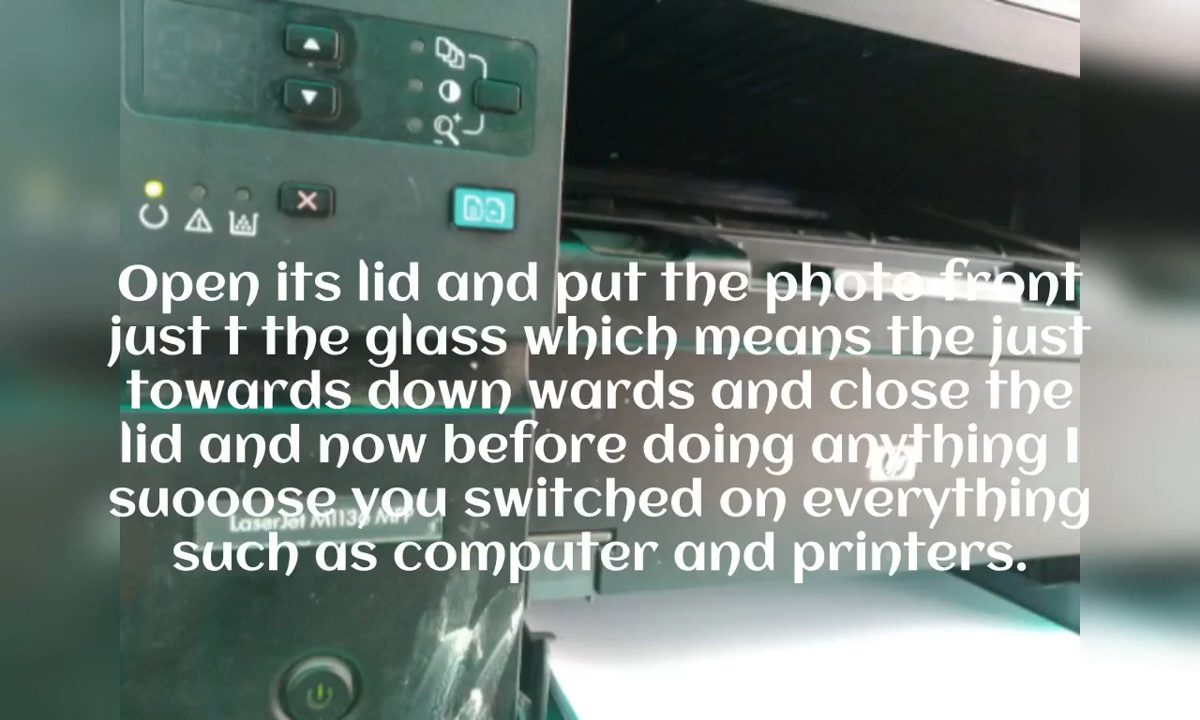 Open its lid and put the photo front
just t the glass which means the just
towards down wards and close the
lid and now before doing anything I
suooose you switched on everything
such as computer and printers.
hp
LaserJet M1136 MFP